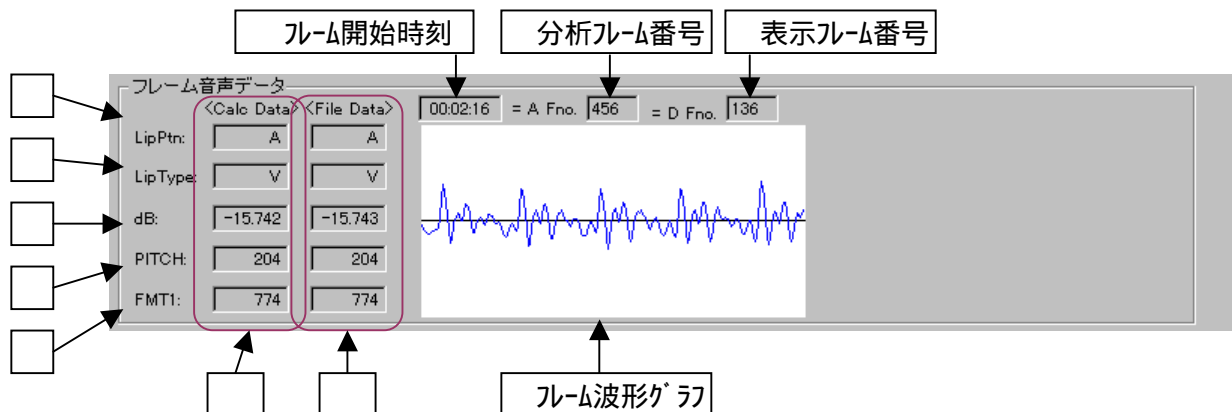 フレーム開始時刻
分析フレーム番号
表示フレーム番号
フレーム音声データ
<Calc Data> <File Data> 00:02:16 = A Fno. 456 = D Fno. 136
LipPtn: A A
LipType: V V
dB: -15.742 -15.743
PITCH: 204 204
FMT1: 774 774
フレーム波形グラフ